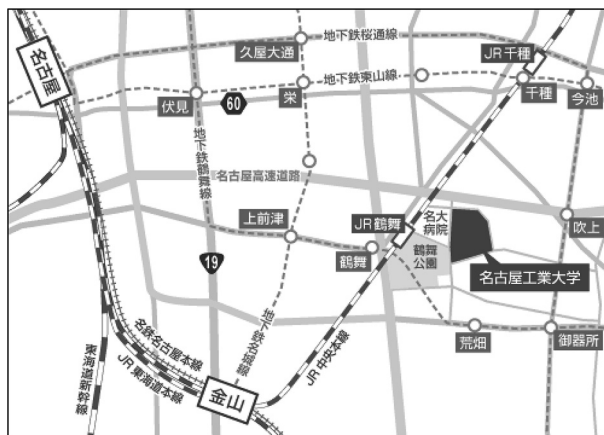 久屋大通
地下鉄桜通線
JR千種
名古屋
地下鉄東山線
伏見
60
栄
千種
今池
地下鉄鶴舞線
名古屋高速道路
上前津
JR鶴舞
名大
病院
吹上
鶴舞
鶴舞
公園
名古屋工業大学
19
地下鉄名城線
名鉄名古屋本線
JR東海道本線
JR中央本線
荒畑
御器所
東海道新幹線
金山